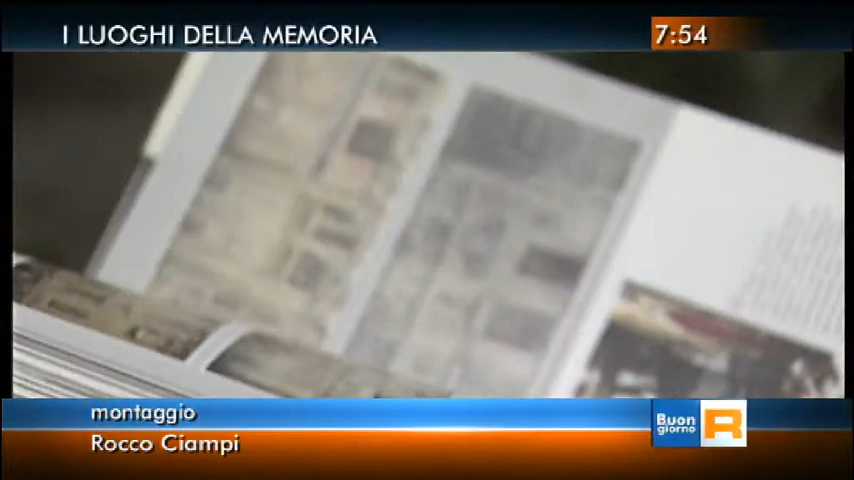 I LUOGHI DELLA MEMORIA
7:54
montaggio
Rocco Ciampi
Buon
giorno
R